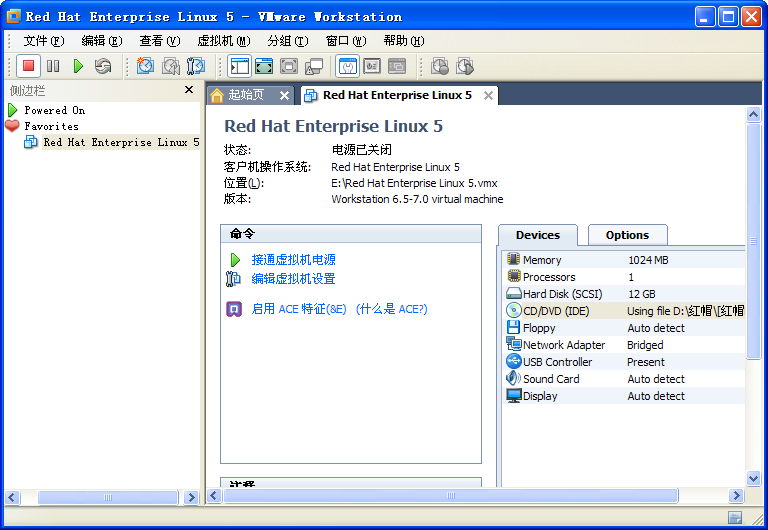 Red Hat Enterprise Linux 5 - VMware Workstation
文件(F) 编辑(E) 查看(V) 虚拟机(M) 分组(T) 窗口(W) 帮助(H)
侧边栏
Powered On
Favorites
Red Hat Enterprise Linux 5
起始页 Red Hat Enterprise Linux 5
Red Hat Enterprise Linux 5
状态: 电源已关闭
客户机操作系统: Red Hat Enterprise Linux 5
位置(L): E:\Red Hat Enterprise Linux 5.vmx
版本: Workstation 6.5-7.0 virtual machine
命令
接通虚拟机电源
编辑虚拟机设置
启用 ACE 特征(&E) (什么是 ACE?)
注释
Devices Options
Memory 1024 MB
Processors 1
Hard Disk (SCSI) 12 GB
CD/DVD (IDE) Using file D:\红帽\[红帽
Floppy Auto detect
Network Adapter Bridged
USB Controller Present
Sound Card Auto detect
Display Auto detect